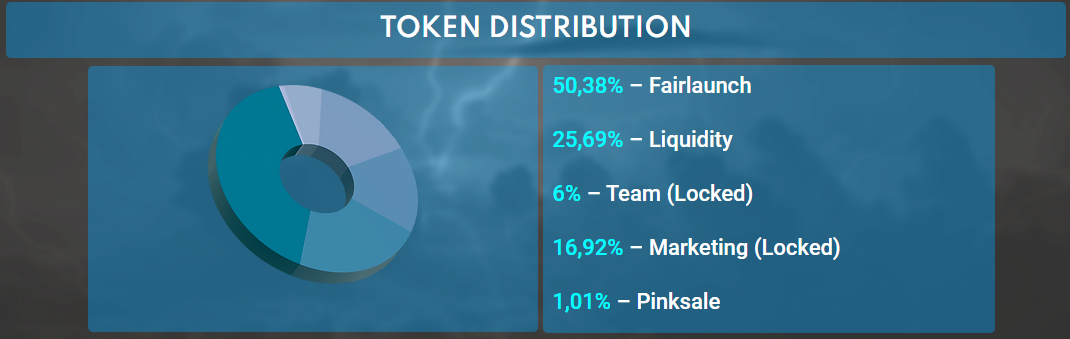 TOKEN DISTRIBUTION
50,38% – Fairlaunch
25,69% – Liquidity
6% – Team (Locked)
16,92% – Marketing (Locked)
1,01% – Pinksale